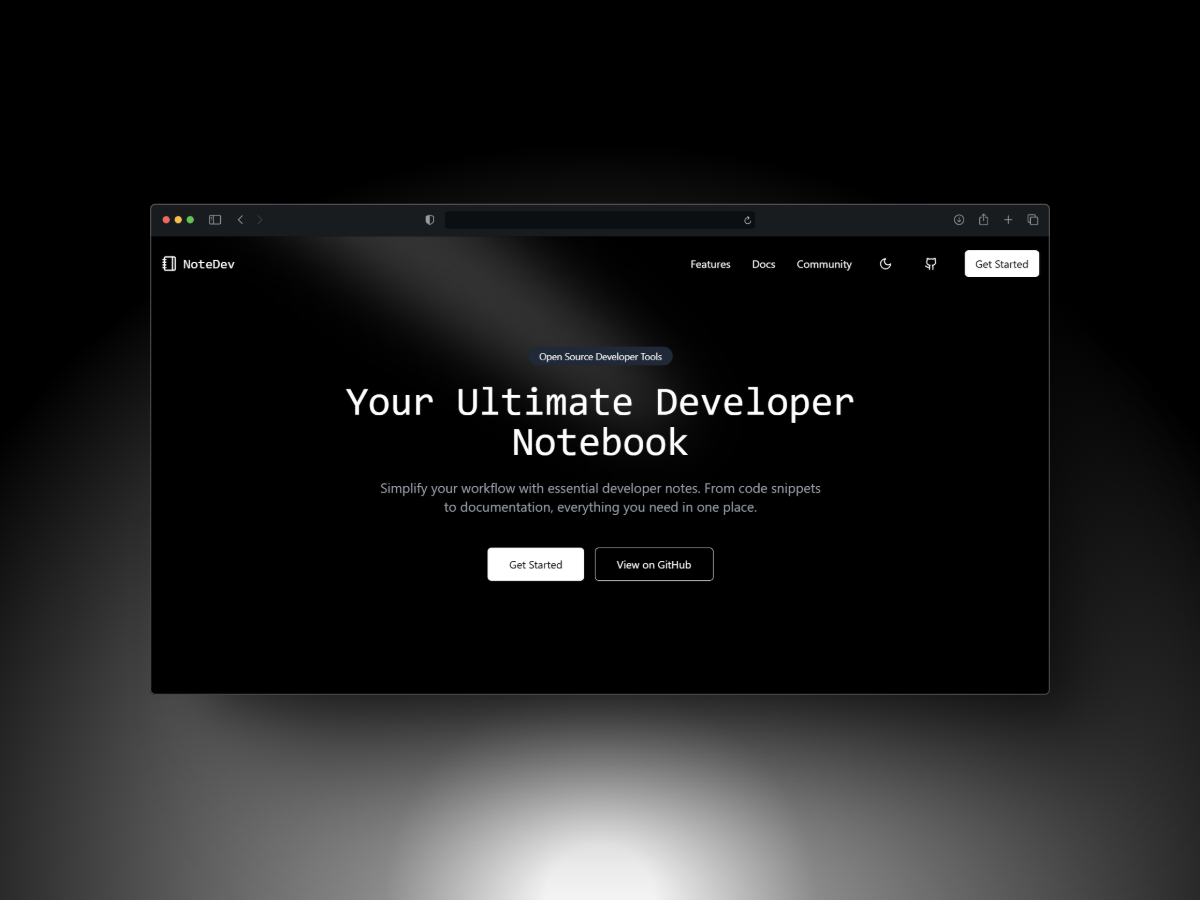 NoteDev
Features Docs Community Get Started
Open Source Developer Tools
Your Ultimate Developer
Notebook
Simplify your workflow with essential developer notes. From code snippets
to documentation, everything you need in one place.
Get Started View on GitHub